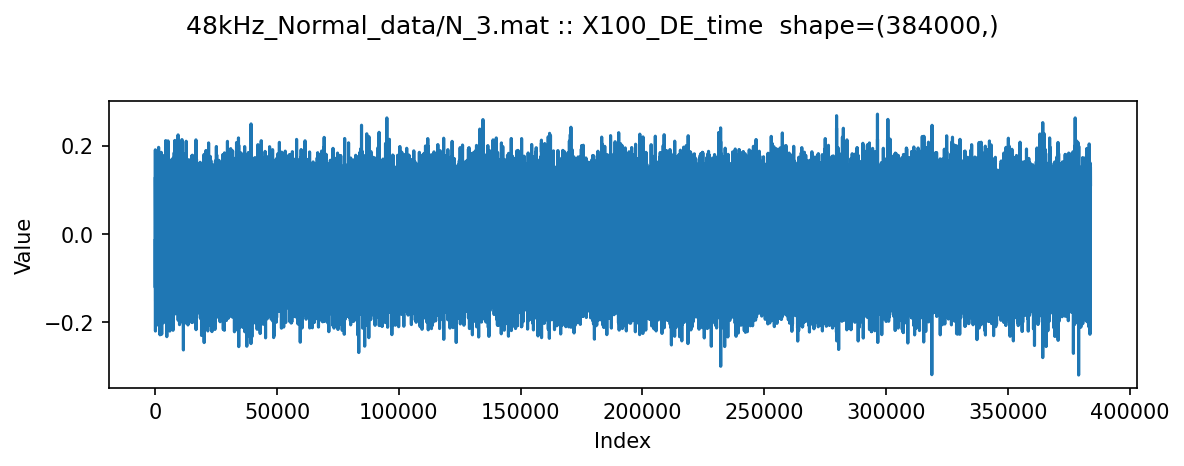 48kHz_Normal_data/N_3.mat :: X100_DE_time  shape=(384000,)
0.2
0.0
−0.2
Value
0 50000 100000 150000 200000 250000 300000 350000 400000
Index